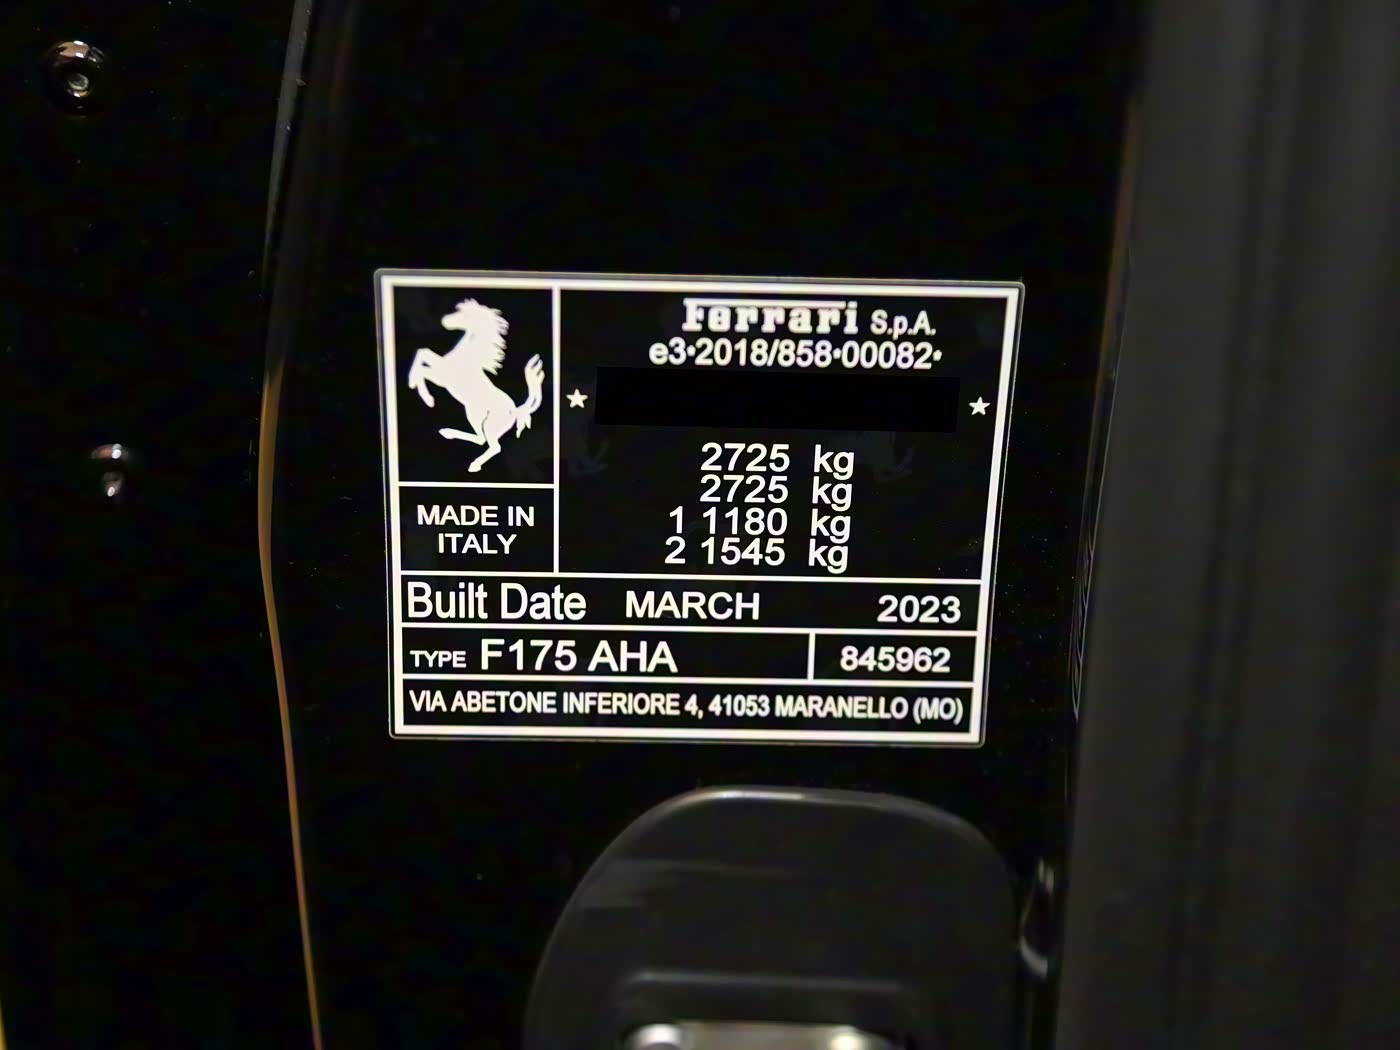 Ferrari S.p.A.
e3•2018/858•00082•
2725 kg
2725 kg
1 1180 kg
2 1545 kg
MADE IN
ITALY
Built Date MARCH 2023
TYPE F175 AHA 845962
VIA ABETONE INFERIORE 4, 41053 MARANELLO (MO)